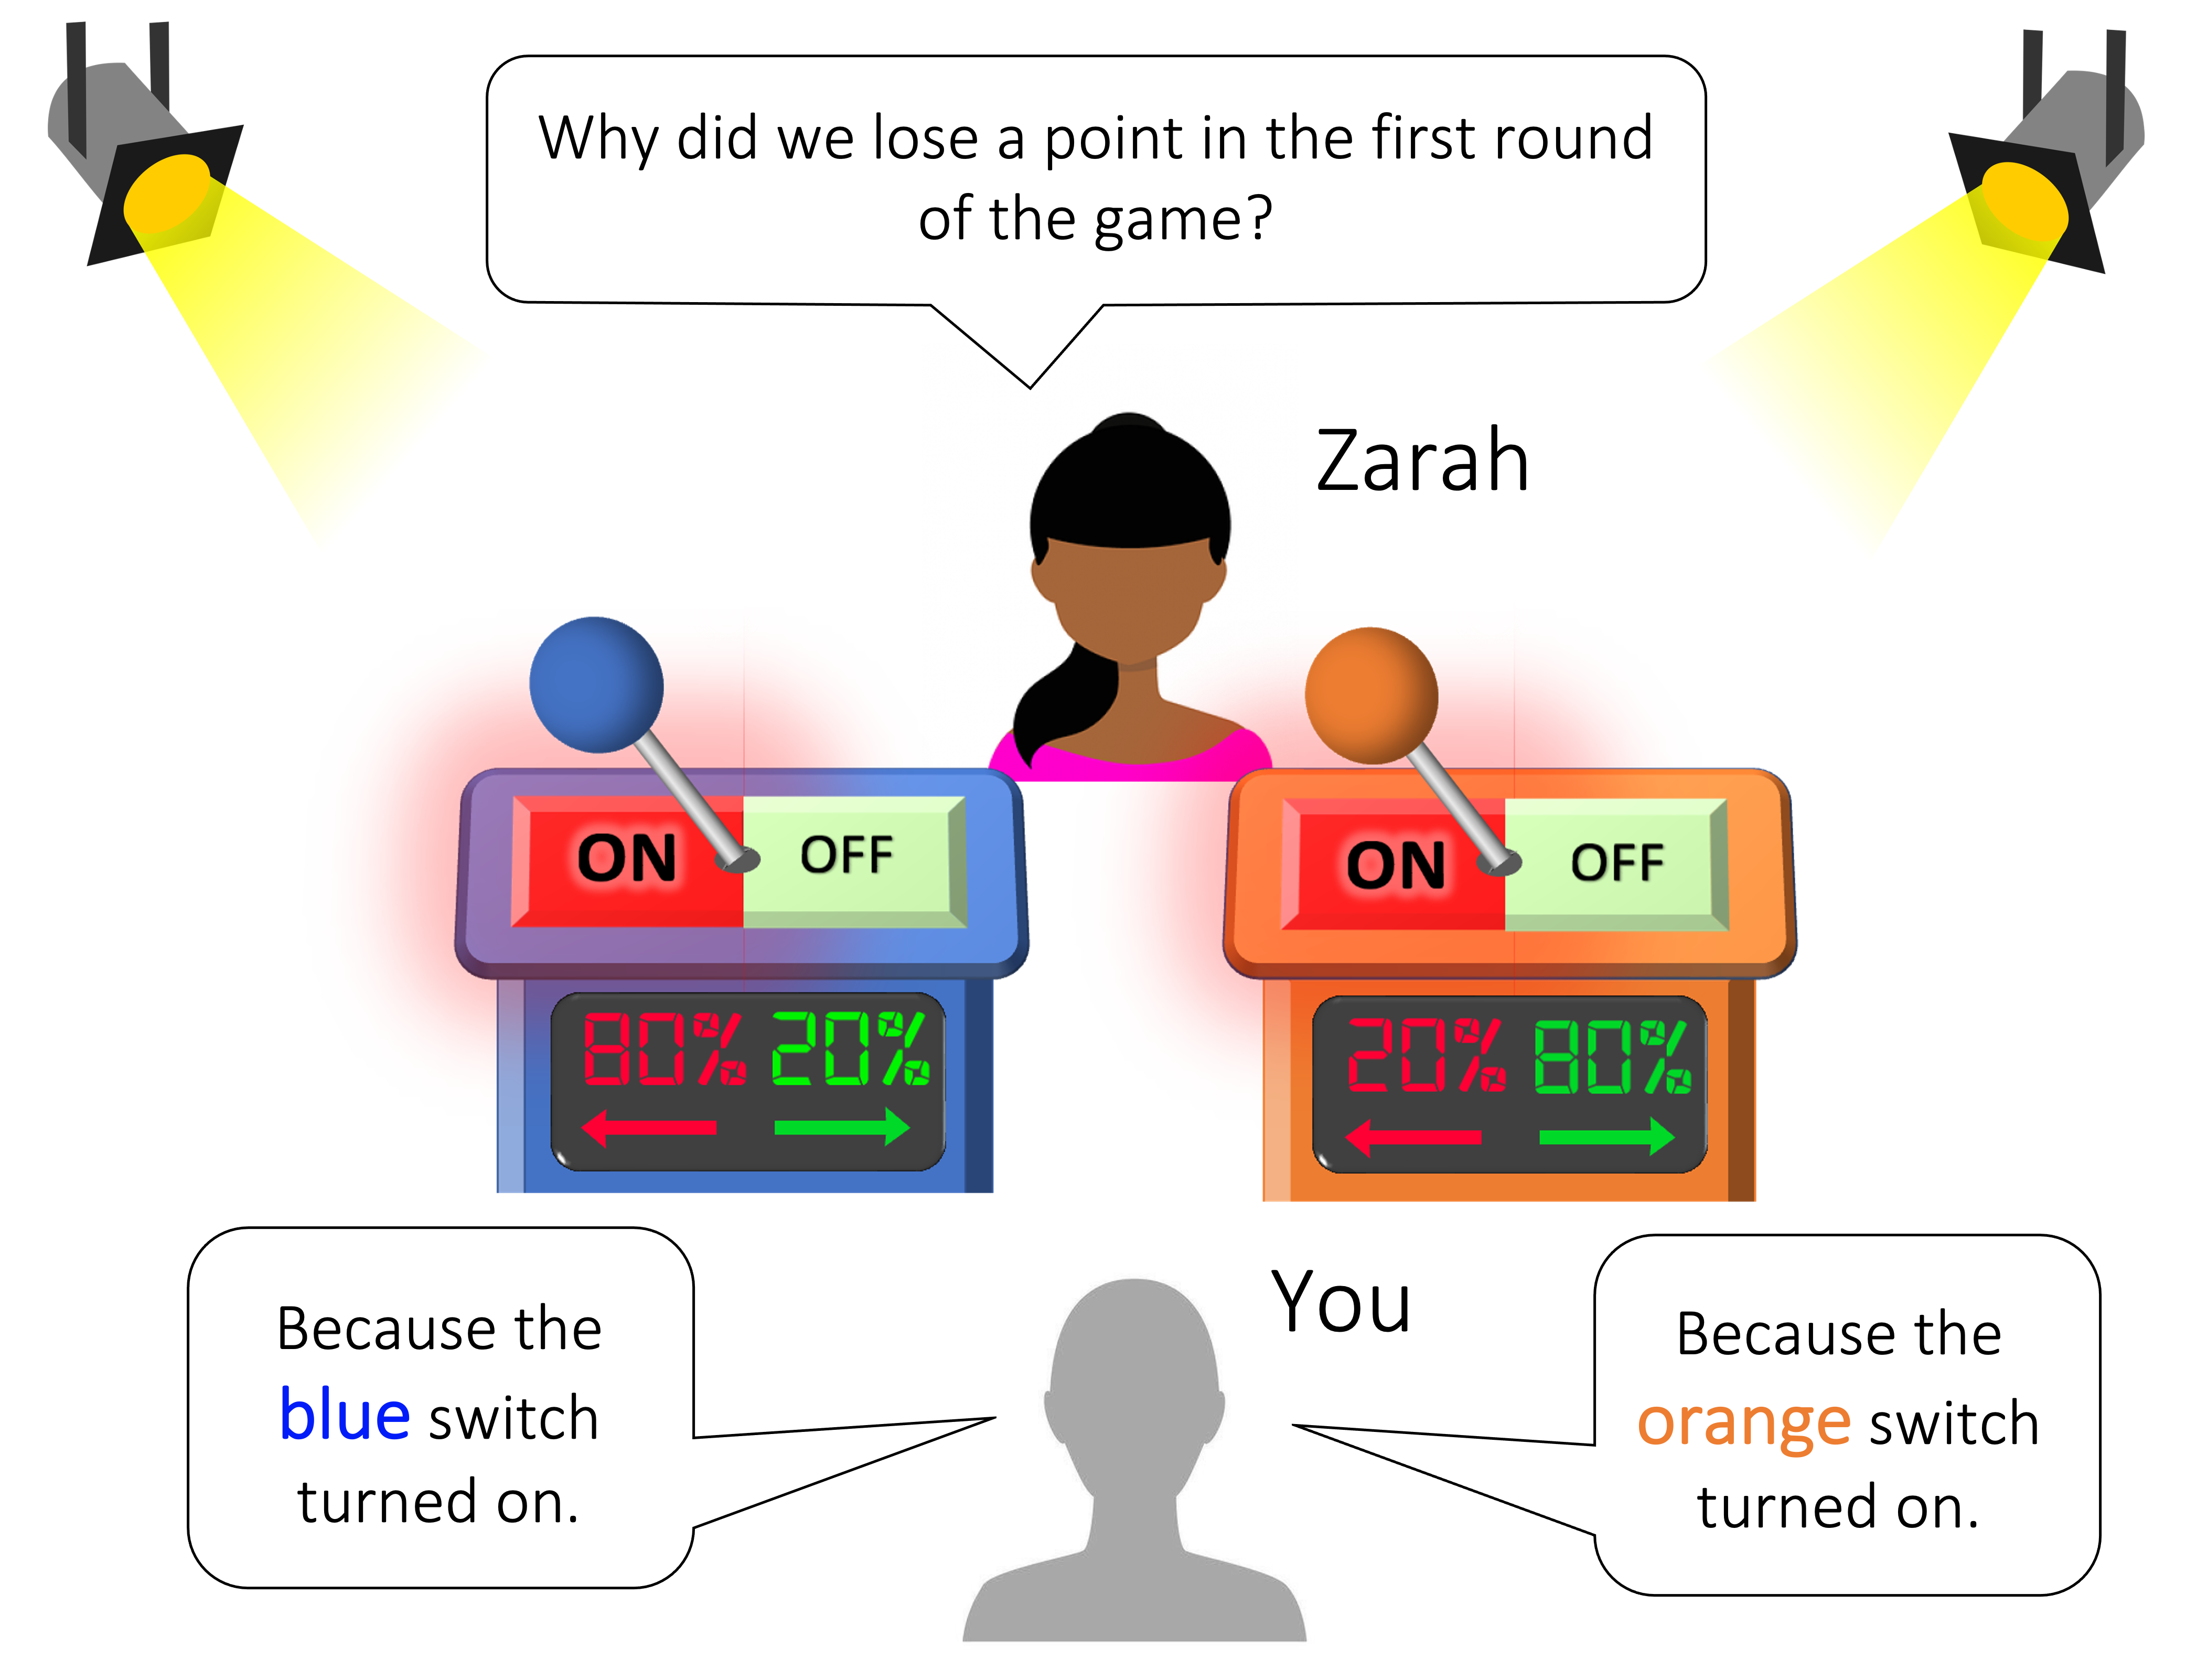 Why did we lose a point in the first round
of the game?
Zarah
ON OFF
ON OFF
80% 20%
20% 80%
You
Because the
blue switch
turned on.
Because the
orange switch
turned on.